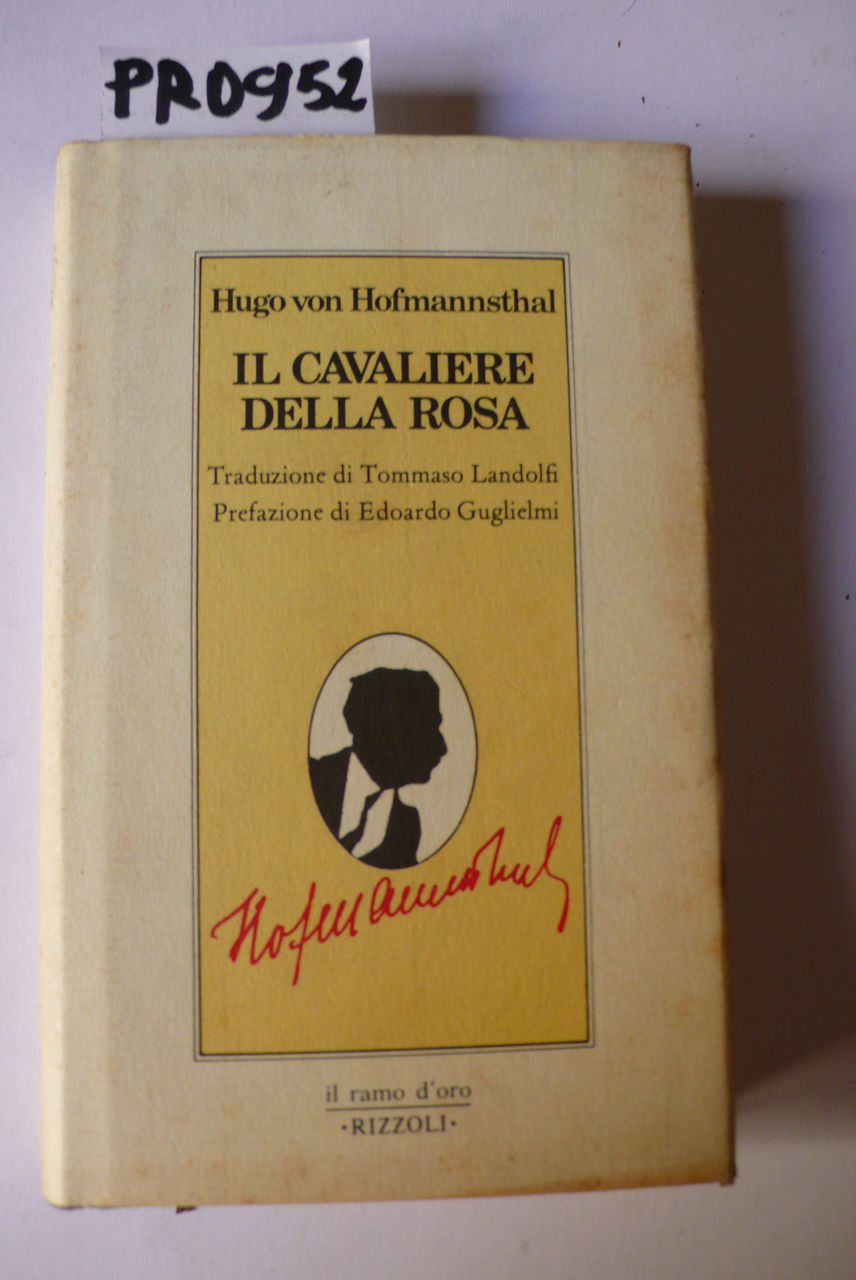 PR0952
Hugo von Hofmannsthal
IL CAVALIERE
DELLA ROSA
Traduzione di Tommaso Landolfi
Prefazione di Edoardo Guglielmi
Hofmannsthal
il ramo d'oro
·RIZZOLI·